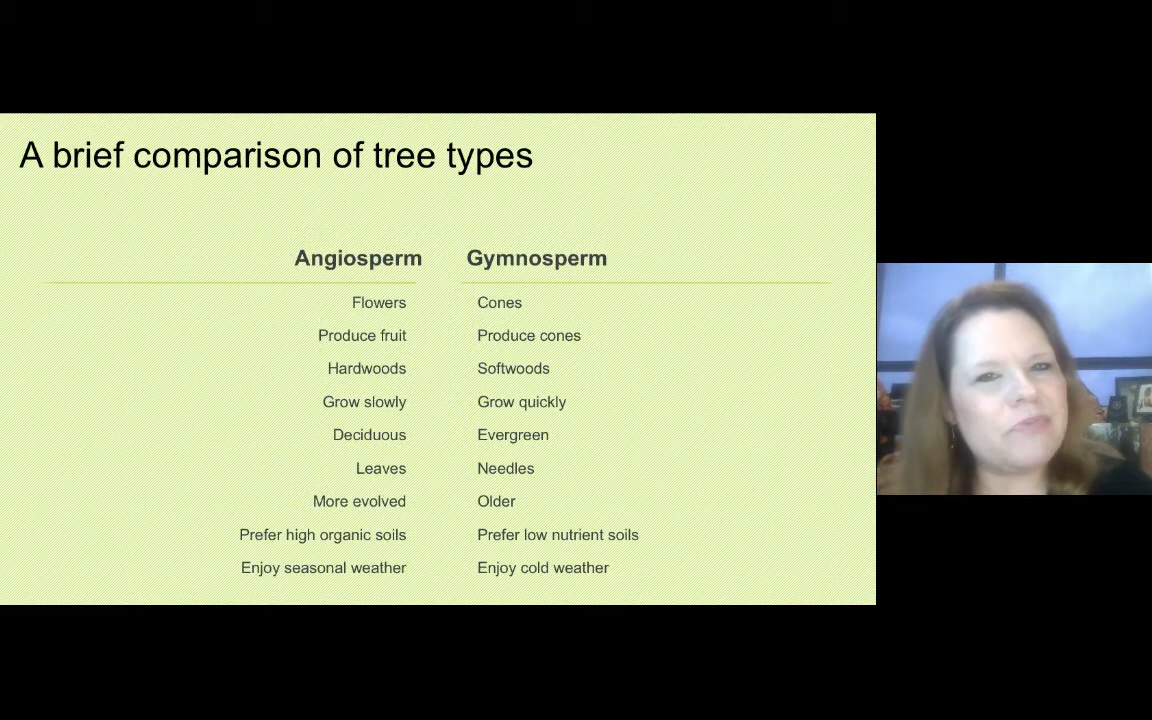 A brief comparison of tree types
Angiosperm Gymnosperm
Flowers Cones
Produce fruit Produce cones
Hardwoods Softwoods
Grow slowly Grow quickly
Deciduous Evergreen
Leaves Needles
More evolved Older
Prefer high organic soils Prefer low nutrient soils
Enjoy seasonal weather Enjoy cold weather